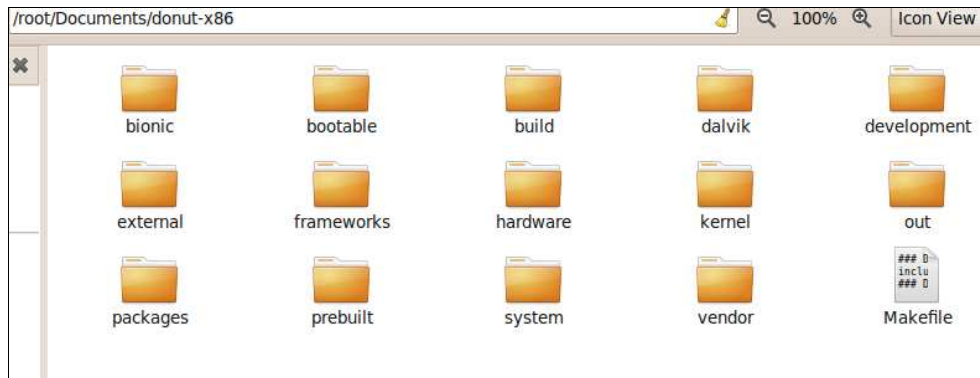 /root/Documents/donut-x86 100% Icon View
bionic bootable build dalvik development
external frameworks hardware kernel out
### D
inclu
### D
packages prebuilt system vendor Makefile